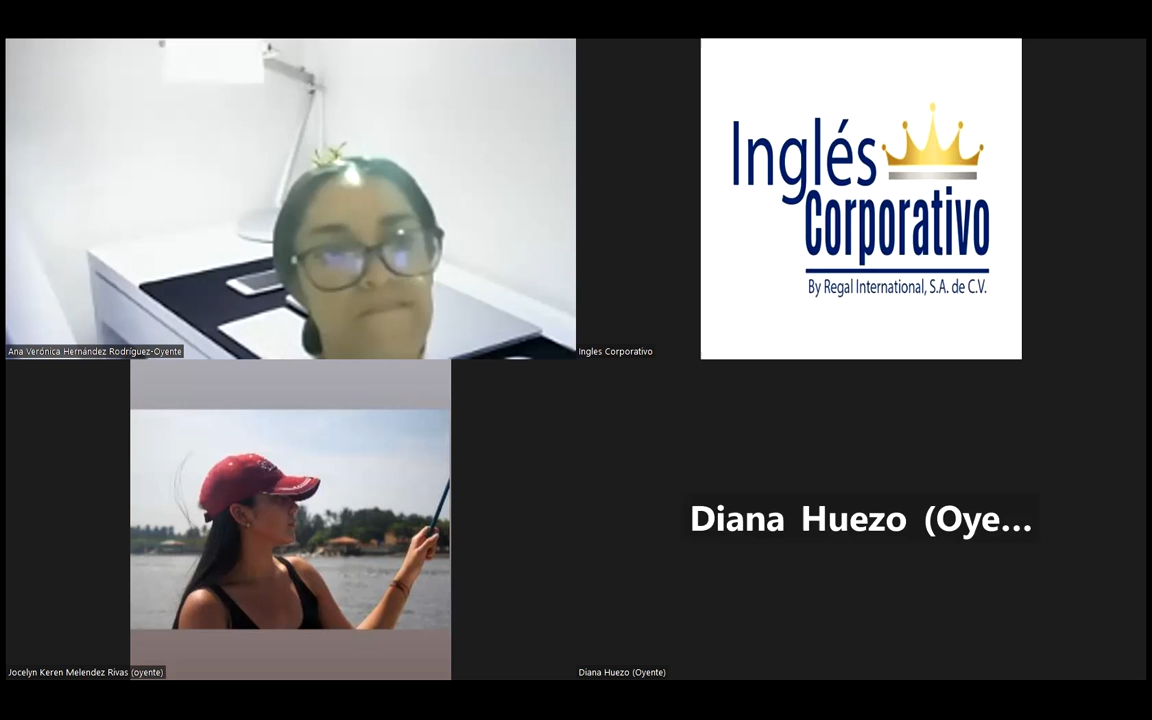 Inglés
Corporativo
By Regal International, S.A. de C.V.
Ana Verónica Hernández Rodríguez-Oyente
Ingles Corporativo
Diana Huezo (Oye...
Jocelyn Keren Melendez Rivas (oyente)
Diana Huezo (Oyente)